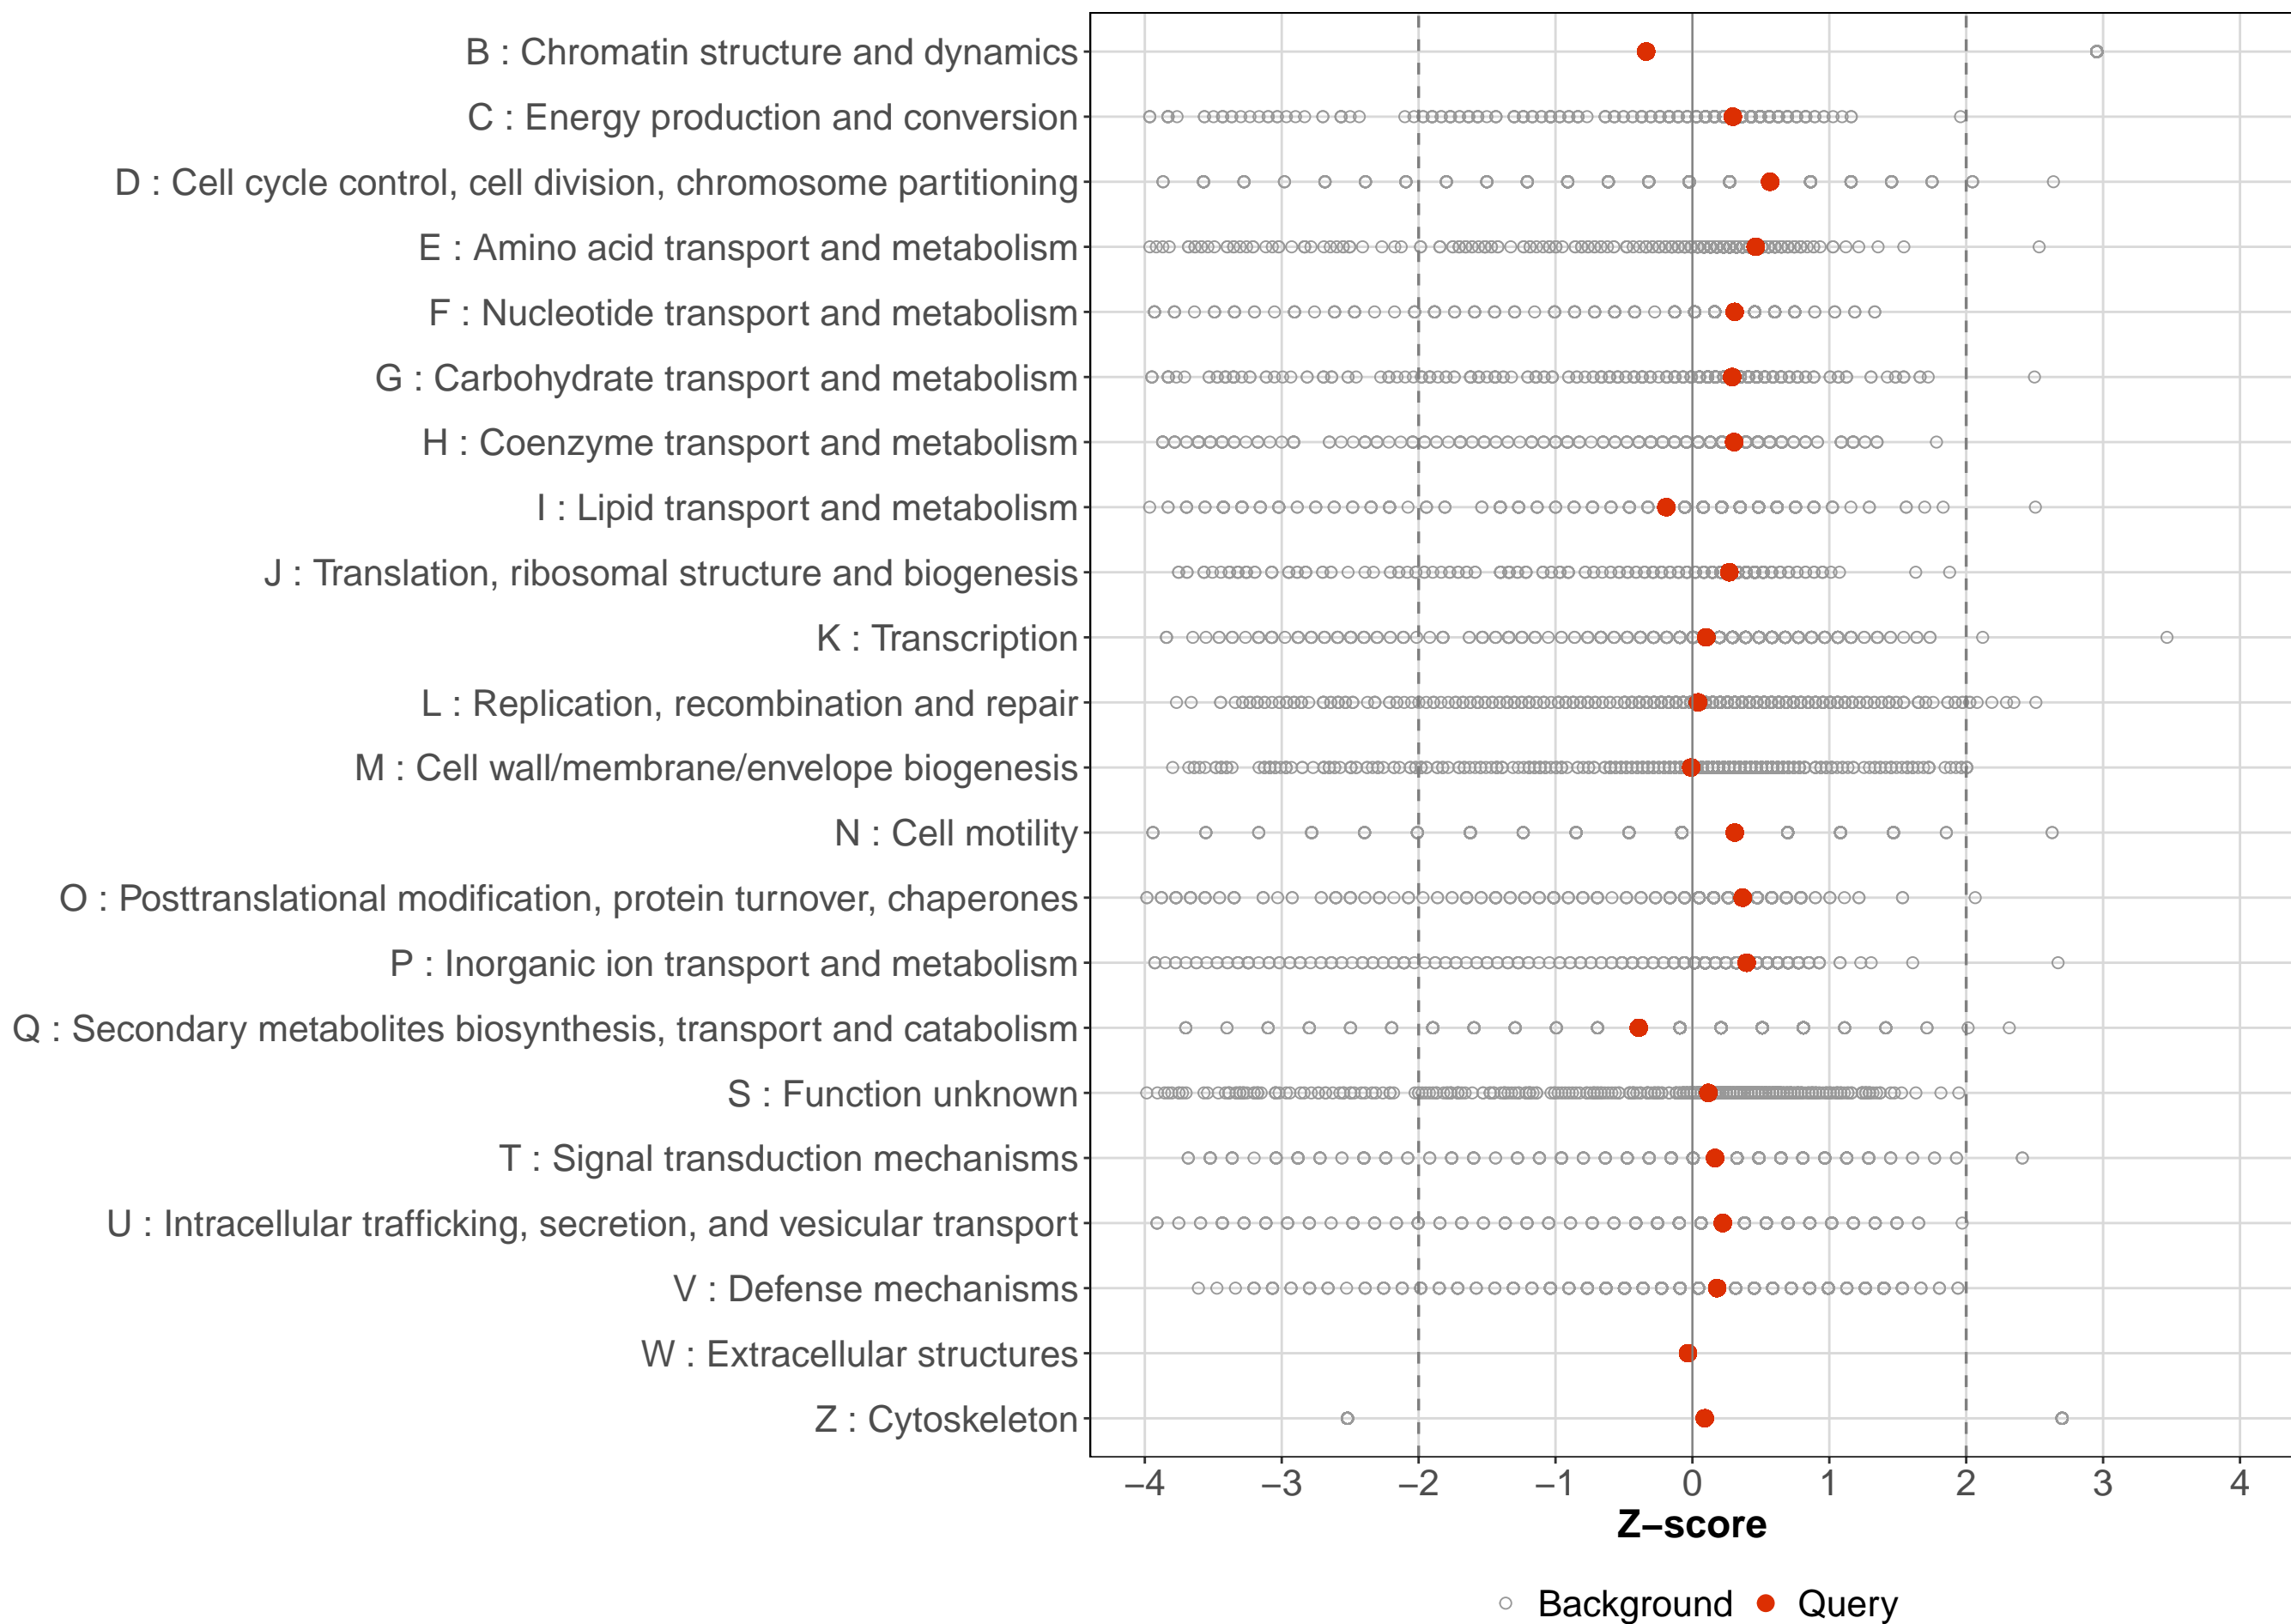 B : Chromatin structure and dynamics
C : Energy production and conversion
D : Cell cycle control, cell division, chromosome partitioning
E : Amino acid transport and metabolism
F : Nucleotide transport and metabolism
G : Carbohydrate transport and metabolism
H : Coenzyme transport and metabolism
I : Lipid transport and metabolism
J : Translation, ribosomal structure and biogenesis
K : Transcription
L : Replication, recombination and repair
M : Cell wall/membrane/envelope biogenesis
N : Cell motility
O : Posttranslational modification, protein turnover, chaperones
P : Inorganic ion transport and metabolism
Q : Secondary metabolites biosynthesis, transport and catabolism
S : Function unknown
T : Signal transduction mechanisms
U : Intracellular trafficking, secretion, and vesicular transport
V : Defense mechanisms
W : Extracellular structures
Z : Cytoskeleton
−4 −3 −2 −1 0 1 2 3 4
Z−score
Background Query